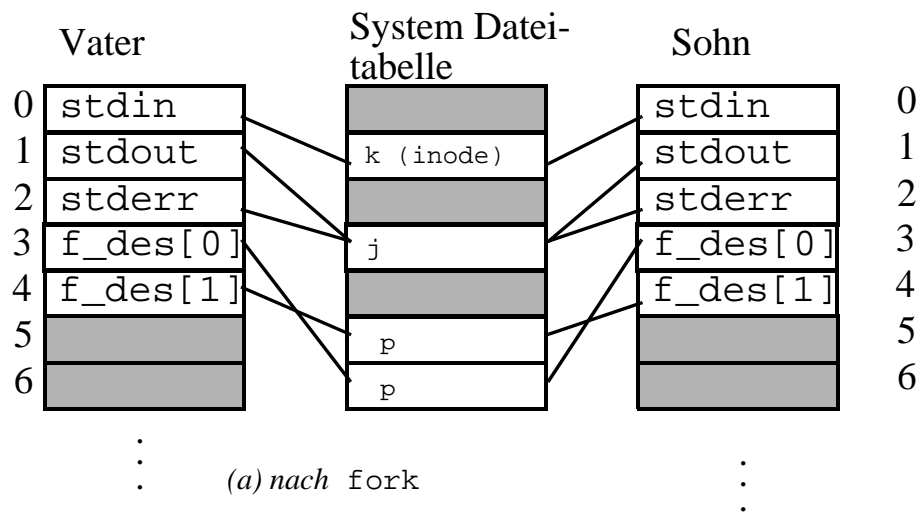 Vater
System Datei-
tabelle
Sohn
0 stdin stdin 0
1 stdout k (inode) stdout 1
2 stderr stderr 2
3 f_des[0] j f_des[0] 3
4 f_des[1] f_des[1] 4
5 p 5
6 p 6
(a) nach fork